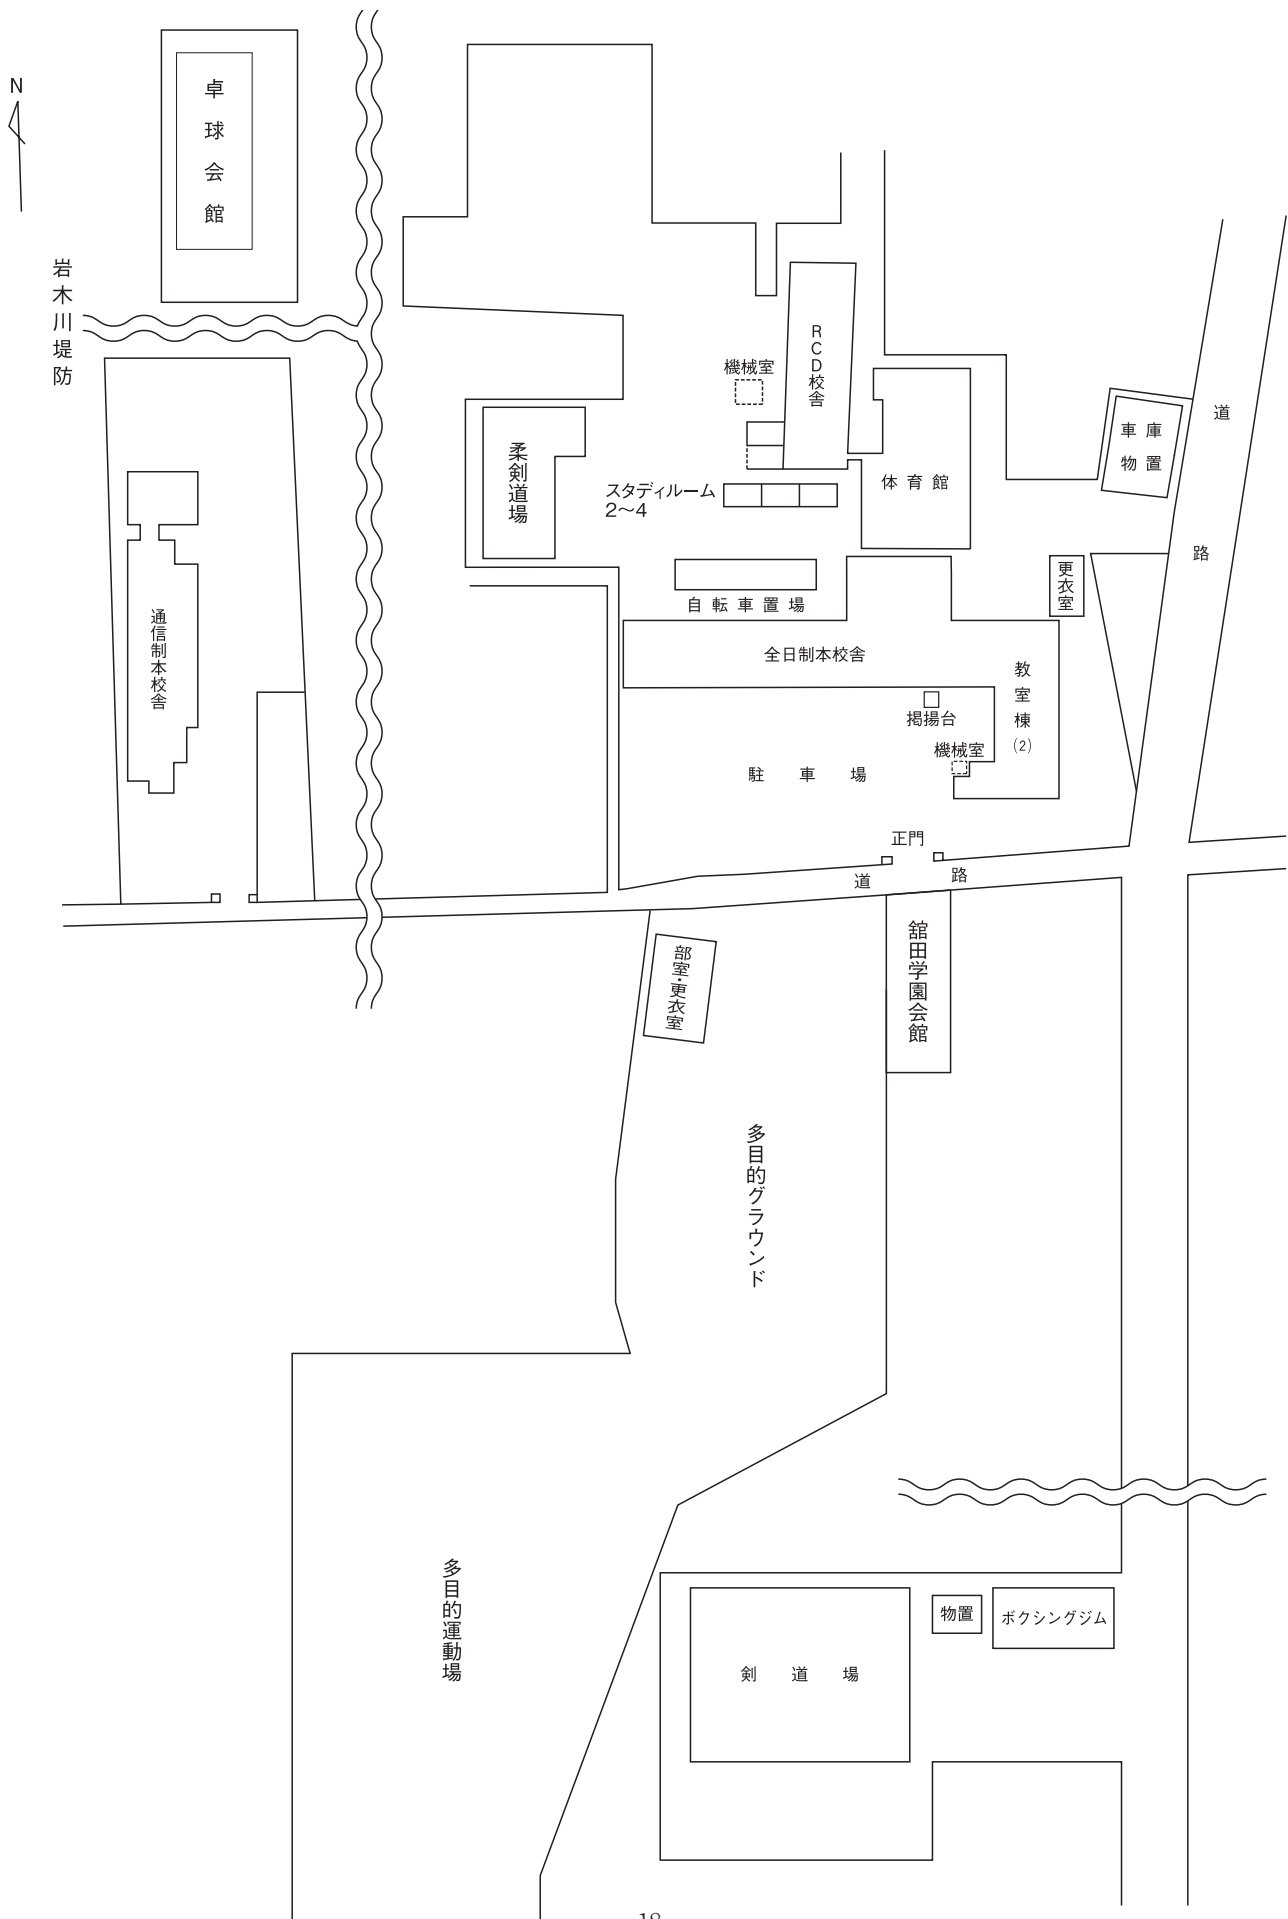 N
卓球会館
岩木川堤防
RCD校舎
機械室
車庫
物置
道路
柔剣道場
スタディルーム
2～4
体育館
更衣室
自転車置場
通信制本校舎
全日制本校舎
教室棟(2)
掲揚台
機械室
駐車場
正門
道路
部室・更衣室
舘田学園会館
多目的グラウンド
多目的運動場
物置
ボクシングジム
剣道場
18